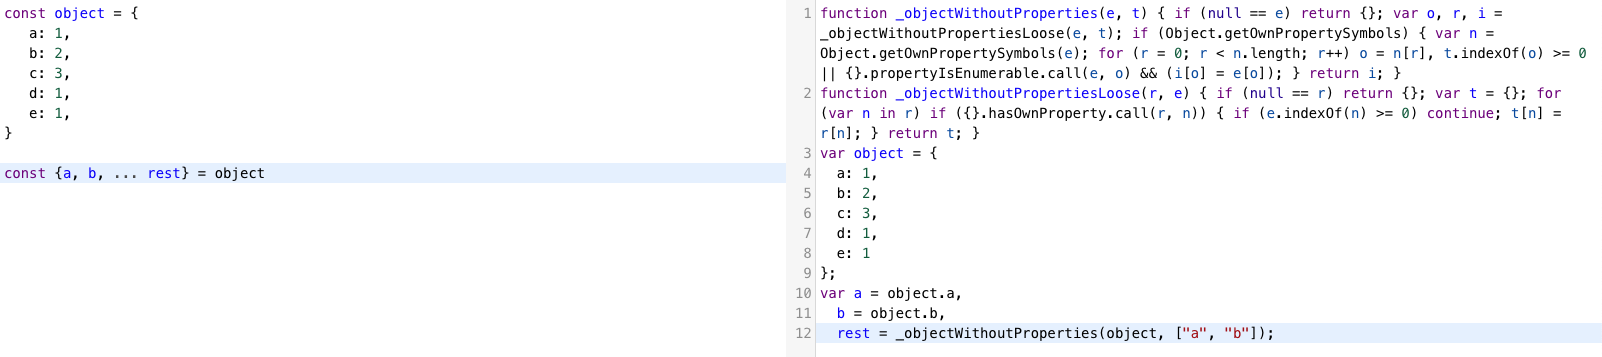 const object = {
   a: 1,
   b: 2,
   c: 3,
   d: 1,
   e: 1,
}
const {a, b, ... rest} = object
1 function _objectWithoutProperties(e, t) { if (null == e) return {}; var o, r, i =
_objectWithoutPropertiesLoose(e, t); if (Object.getOwnPropertySymbols) { var n =
Object.getOwnPropertySymbols(e); for (r = 0; r < n.length; r++) o = n[r], t.indexOf(o) >= 0
|| {}.propertyIsEnumerable.call(e, o) && (i[o] = e[o]); } return i; }
2 function _objectWithoutPropertiesLoose(r, e) { if (null == r) return {}; var t = {}; for
(var n in r) if ({}.hasOwnProperty.call(r, n)) { if (e.indexOf(n) >= 0) continue; t[n] =
r[n]; } return t; }
3 var object = {
4   a: 1,
5   b: 2,
6   c: 3,
7   d: 1,
8   e: 1
9 };
10 var a = object.a,
11   b = object.b,
12   rest = _objectWithoutProperties(object, ["a", "b"]);